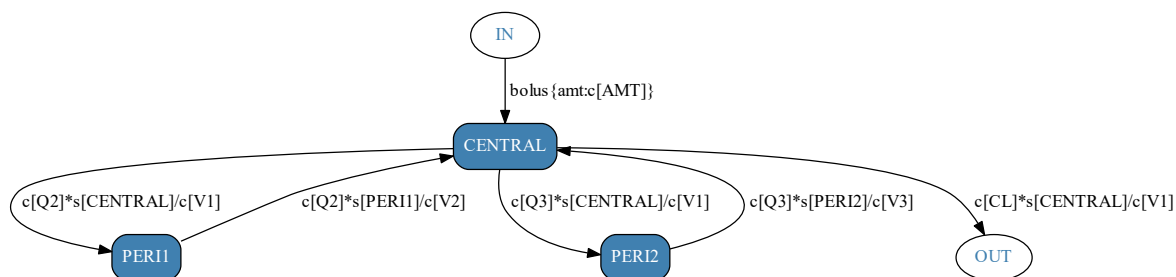 IN
bolus{amt:c[AMT]}
CENTRAL
c[Q2]*s[CENTRAL]/c[V1]
c[Q2]*s[PERI1]/c[V2]
c[Q3]*s[CENTRAL]/c[V1]
c[Q3]*s[PERI2]/c[V3]
c[CL]*s[CENTRAL]/c[V1]
PERI1
PERI2
OUT